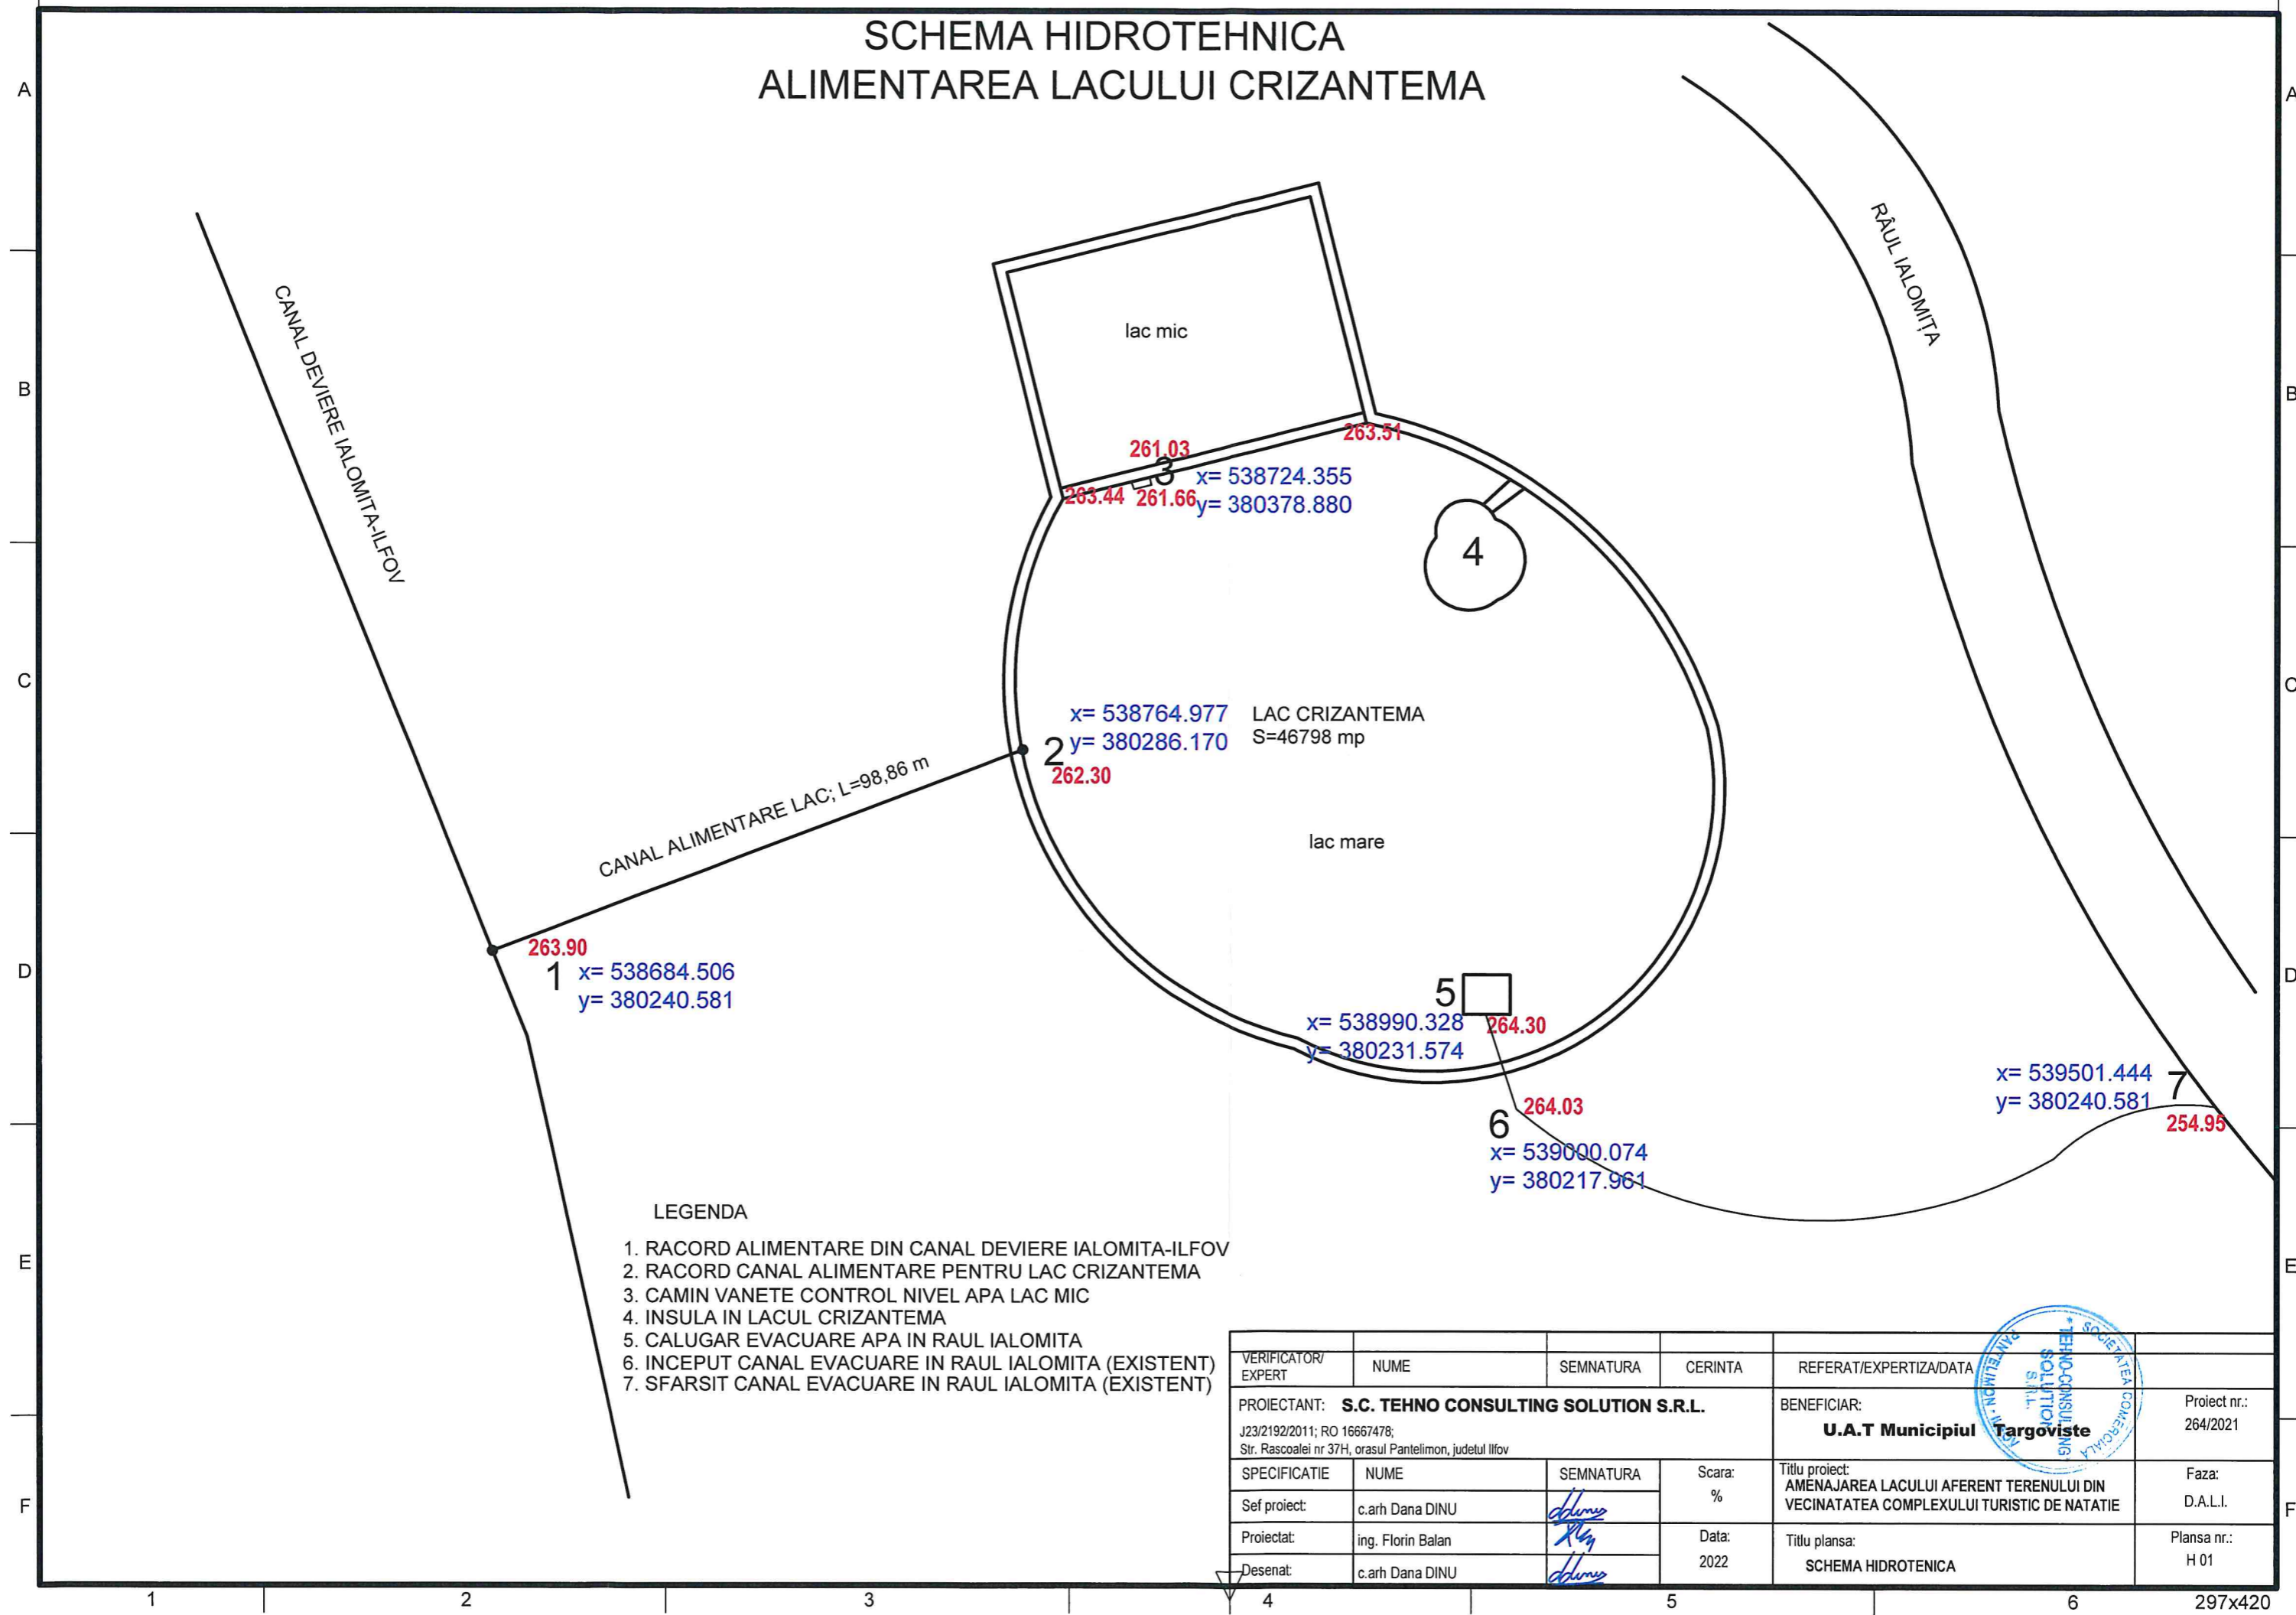 SCHEMA HIDROTEHNICA
ALIMENTAREA LACULUI CRIZANTEMA
A
A
B
B
C
C
D
D
E
E
F
F
CANAL DEVIERE IALOMITA-ILFOV
RÂUL IALOMIȚA
lac mic
261.03
263.51
3
x= 538724.355
263.44
261.66
y= 380378.880
4
x= 538764.977
LAC CRIZANTEMA
2
y= 380286.170
S=46798 mp
262.30
CANAL ALIMENTARE LAC; L=98,86 m
lac mare
263.90
1
x= 538684.506
y= 380240.581
5
x= 538990.328
264.30
y= 380231.574
x= 539501.444
7
y= 380240.581
254.95
264.03
6
x= 539000.074
y= 380217.961
LEGENDA
1. RACORD ALIMENTARE DIN CANAL DEVIERE IALOMITA-ILFOV
2. RACORD CANAL ALIMENTARE PENTRU LAC CRIZANTEMA
3. CAMIN VANETE CONTROL NIVEL APA LAC MIC
4. INSULA IN LACUL CRIZANTEMA
5. CALUGAR EVACUARE APA IN RAUL IALOMITA
6. INCEPUT CANAL EVACUARE IN RAUL IALOMITA (EXISTENT)
7. SFARSIT CANAL EVACUARE IN RAUL IALOMITA (EXISTENT)
VERIFICATOR/
EXPERT
NUME
SEMNATURA
CERINTA
REFERAT/EXPERTIZA/DATA
PROIECTANT: S.C. TEHNO CONSULTING SOLUTION S.R.L.
J23/2192/2011; RO 16667478;
Str. Rascoalei nr 37H, orasul Pantelimon, judetul Ilfov
BENEFICIAR:
U.A.T Municipiul Targoviste
Proiect nr.:
264/2021
SOCIETATEA COMERCIALA
TEHNO-CONSULTING
SOLUTION
S.R.L.
PANTELIMON - ILFOV
SPECIFICATIE
NUME
SEMNATURA
Scara:
%
Titlu proiect:
AMENAJAREA LACULUI AFERENT TERENULUI DIN
VECINATATEA COMPLEXULUI TURISTIC DE NATATIE
Faza:
D.A.L.I.
Sef proiect:
c.arh Dana DINU
Proiectat:
ing. Florin Balan
Data:
2022
Titlu plansa:
SCHEMA HIDROTENICA
Plansa nr.:
H 01
Desenat:
c.arh Dana DINU
1
2
3
4
5
6
297x420